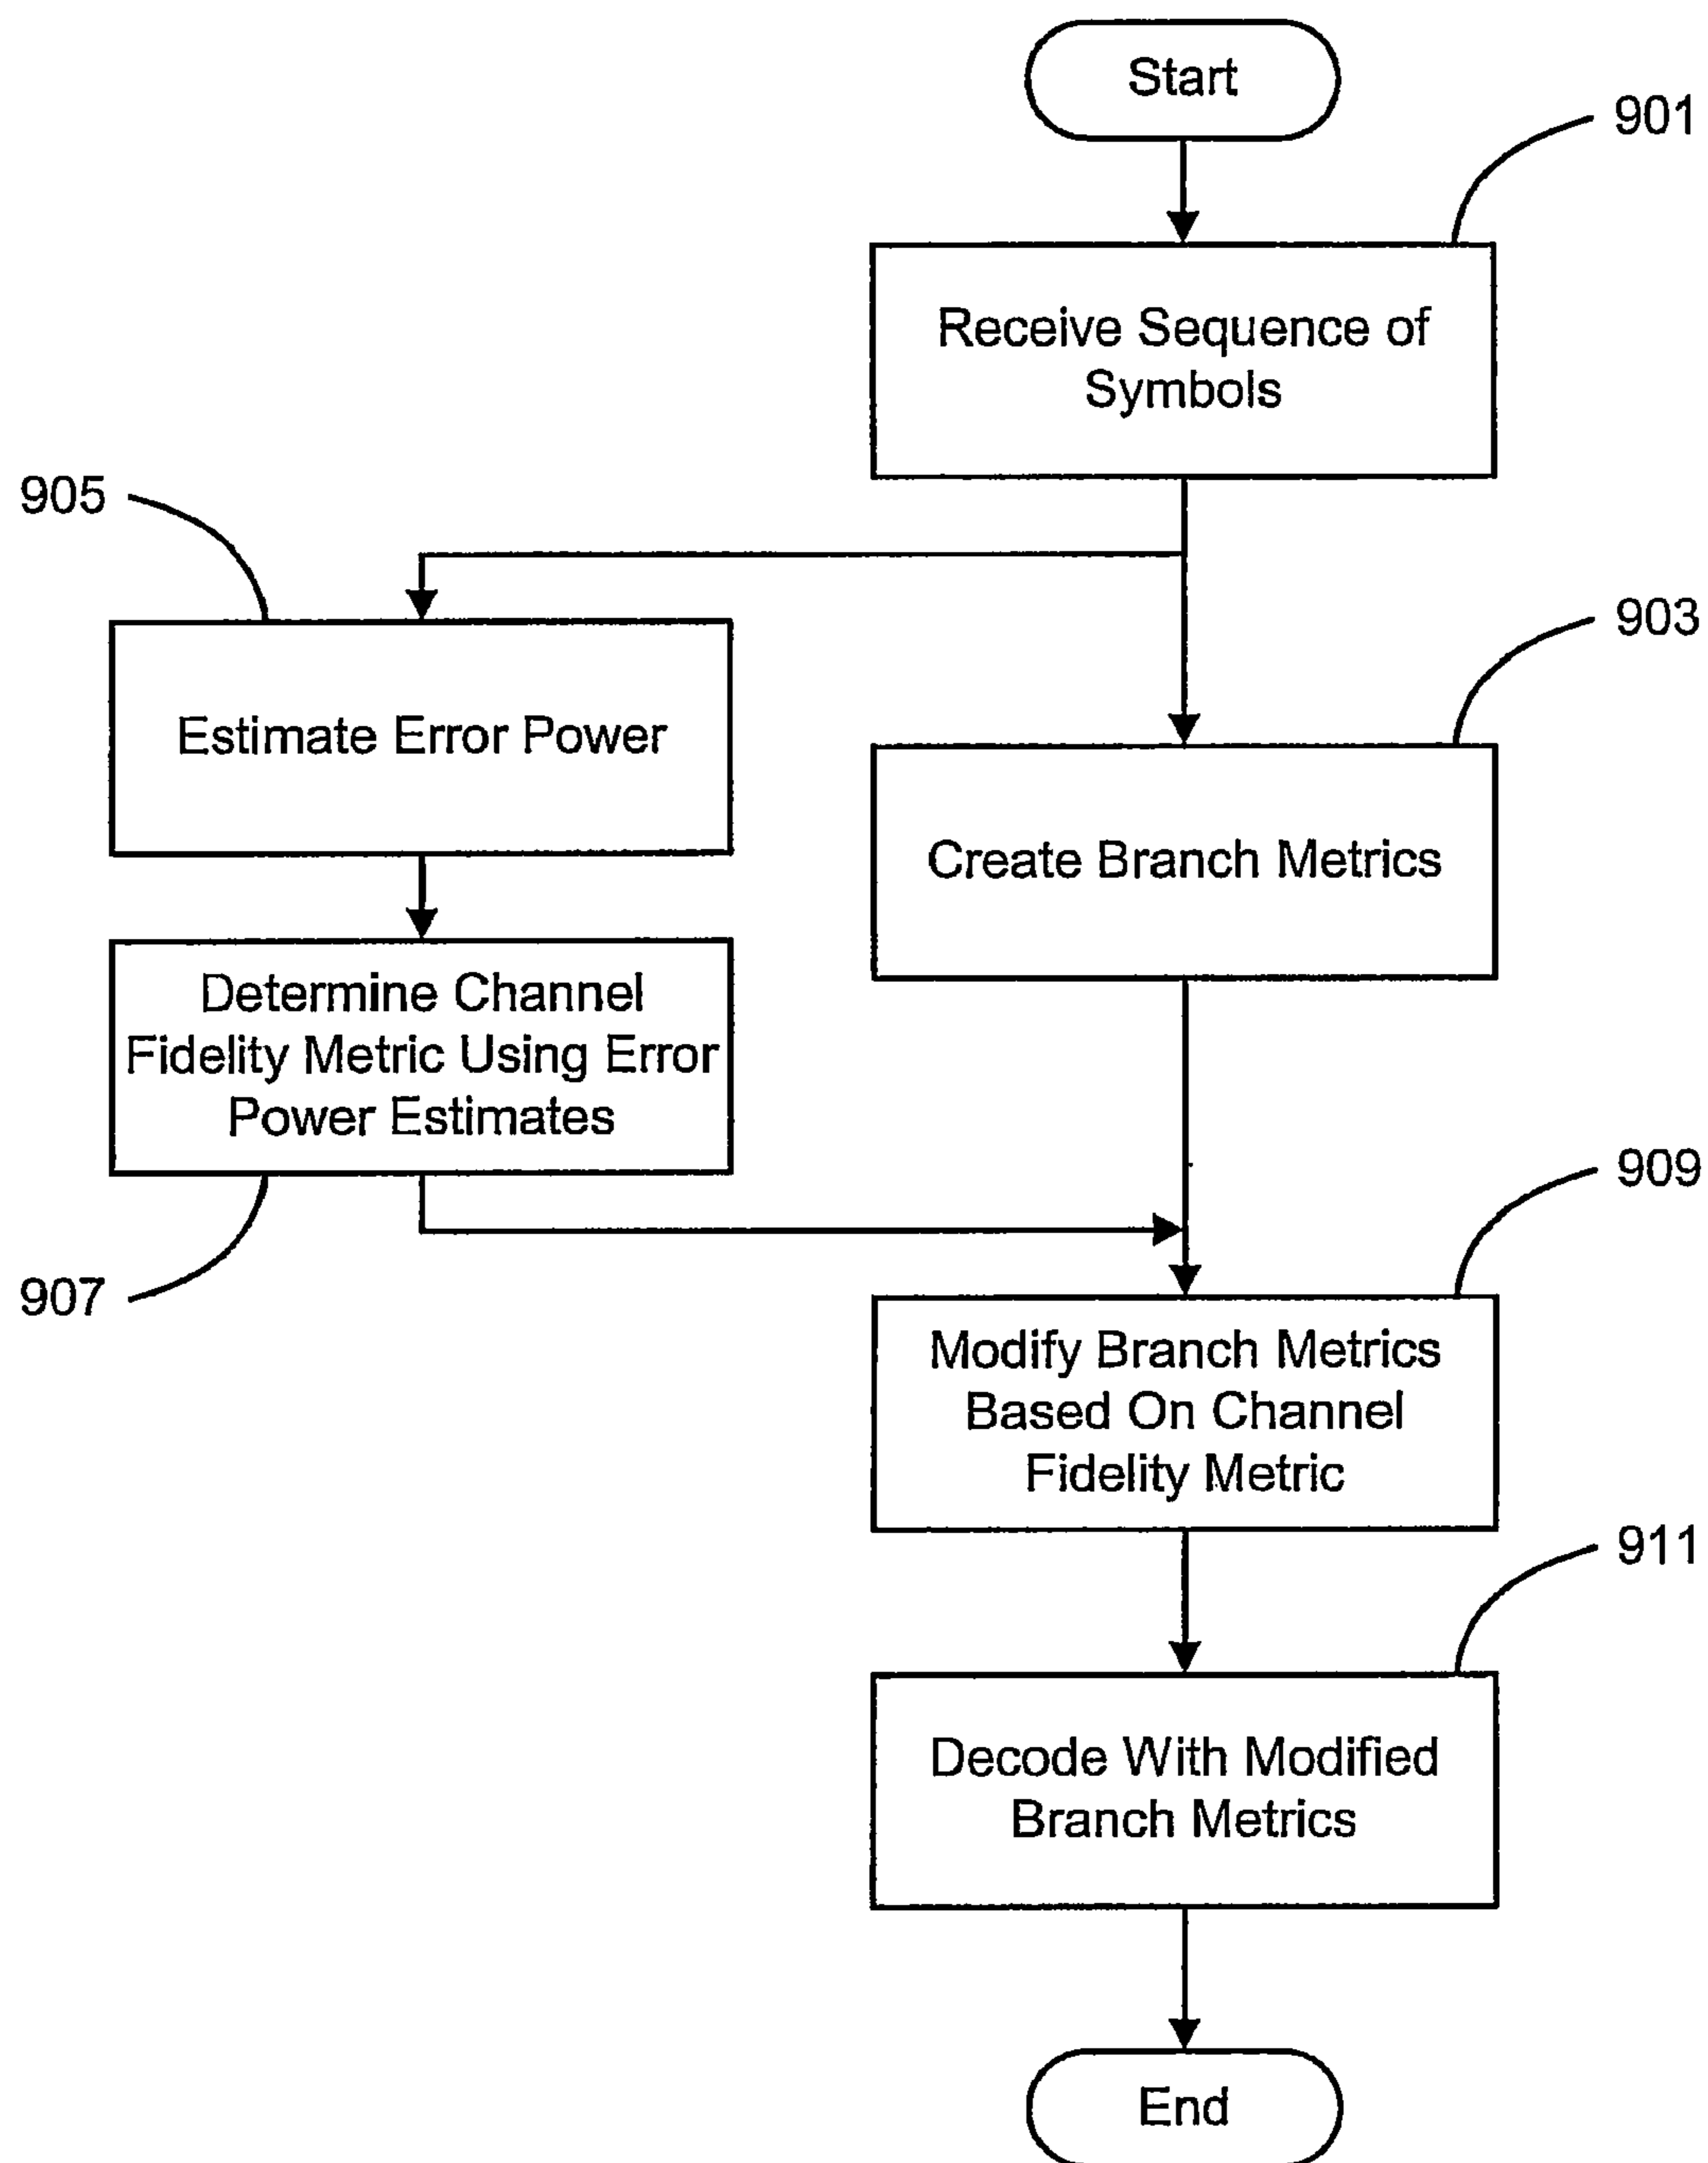 Start
901
Receive Sequence of
Symbols
905
903
Estimate Error Power
Create Branch Metrics
Determine Channel
Fidelity Metric Using Error
Power Estimates
907
909
Modify Branch Metrics
Based On Channel
Fidelity Metric
911
Decode With Modified
Branch Metrics
End